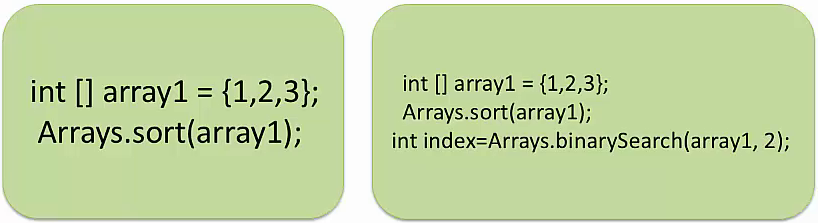 int [] array1 = {1,2,3};
Arrays.sort(array1);
int [] array1 = {1,2,3};
Arrays.sort(array1);
int index=Arrays.binarySearch(array1, 2);